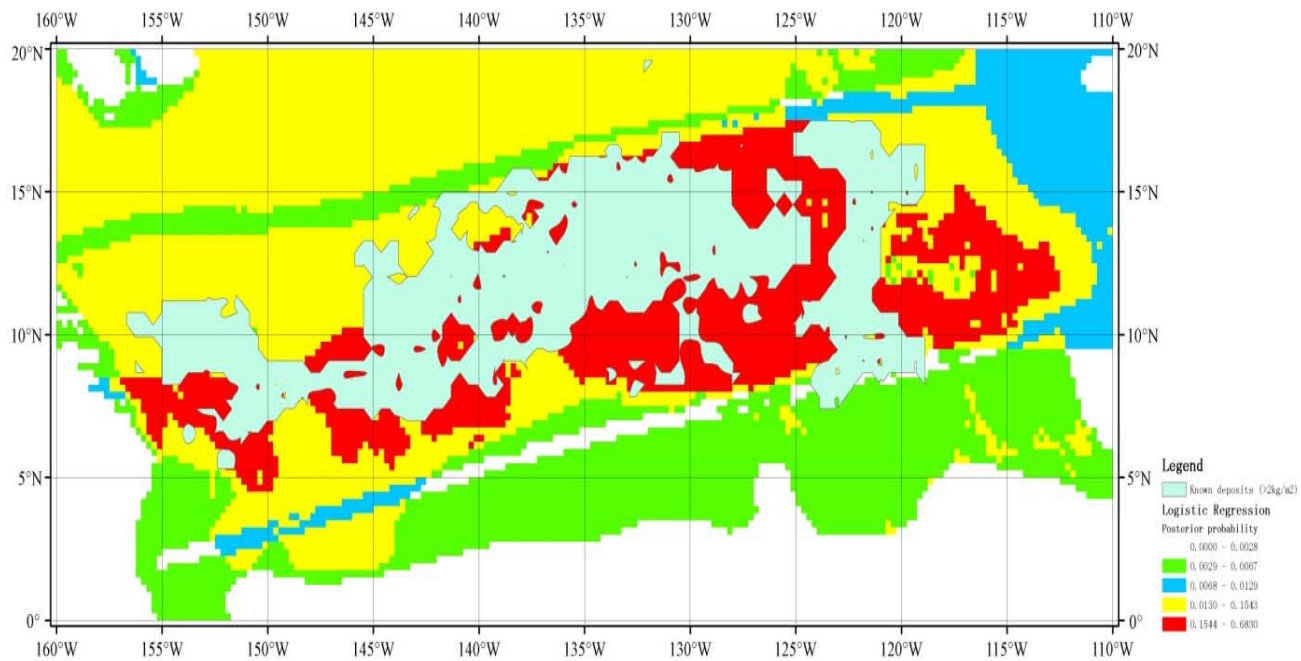 160°W 155°W 150°W 145°W 140°W 135°W 130°W 125°W 120°W 115°W 110°W
20°N 20°N
15°N 15°N
10°N 10°N
5°N 5°N
0° 0°
160°W 155°W 150°W 145°W 140°W 135°W 130°W 125°W 120°W 115°W 110°W
Legend
Known deposits (>2kg/m2)
Logistic Regression
Posterior probability
0.0000 - 0.0028
0.0029 - 0.0067
0.0068 - 0.0129
0.0130 - 0.1543
0.1544 - 0.6830